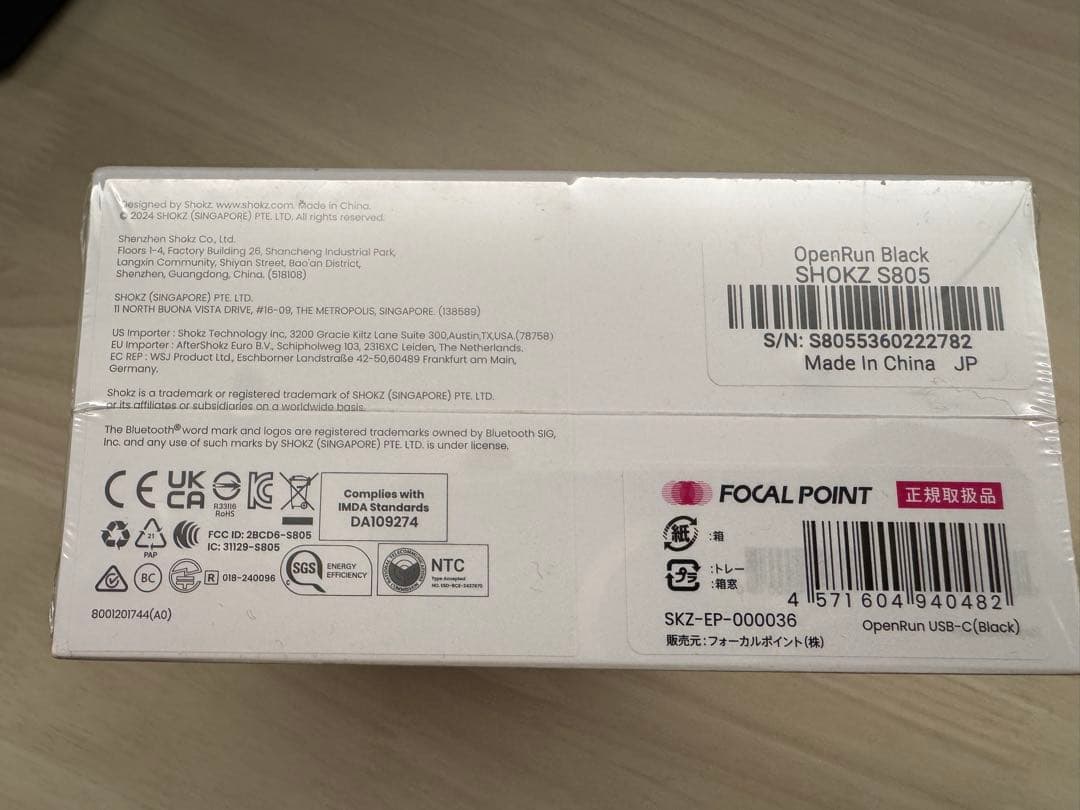 Designed by Shokz. www.shokz.com. Made in China.
© 2024 SHOKZ (SINGAPORE) PTE. LTD. All rights reserved.
Shenzhen Shokz Co., Ltd.
Floors 1-4, Factory Building 26, Shancheng Industrial Park,
Langxin Community, Shiyan Street, Bao'an District,
Shenzhen, Guangdong, China. (518108)
SHOKZ (SINGAPORE) PTE. LTD.
11 NORTH BUONA VISTA DRIVE, #16-09, THE METROPOLIS, SINGAPORE. (138589)
US Importer : Shokz Technology Inc, 3200 Gracie Kiltz Lane Suite 300,Austin,TX,USA.(78758)
EU Importer : AfterShokz Euro B.V., Schipholweg 103, 2316XC Leiden, The Netherlands.
EC REP : WSJ Product Ltd., Eschborner Landstraße 42-50,60489 Frankfurt am Main,
Germany.
Shokz is a trademark or registered trademark of SHOKZ (SINGAPORE) PTE. LTD.
or its affiliates or subsidiaries on a worldwide basis.
The Bluetooth® word mark and logos are registered trademarks owned by Bluetooth SIG,
Inc. and any use of such marks by SHOKZ (SINGAPORE) PTE. LTD. is under license.
CE UK CA
R33116
RoHS
Complies with
IMDA Standards
DA109274
21
PAP
FCC ID: 2BCD6-S805
IC: 31129-S805
BC
R 018-240096
SGS
ENERGY
EFFICIENCY
NTC
Type Accepted
8001201744(A0)
OpenRun Black
SHOKZ S805
S/N: S8055360222782
Made In China JP
FOCAL POINT
正規取扱品
紙 :箱
プラ :トレー
:箱窓
4 571604 940482
SKZ-EP-000036
OpenRun USB-C(Black)
販売元:フォーカルポイント(株)